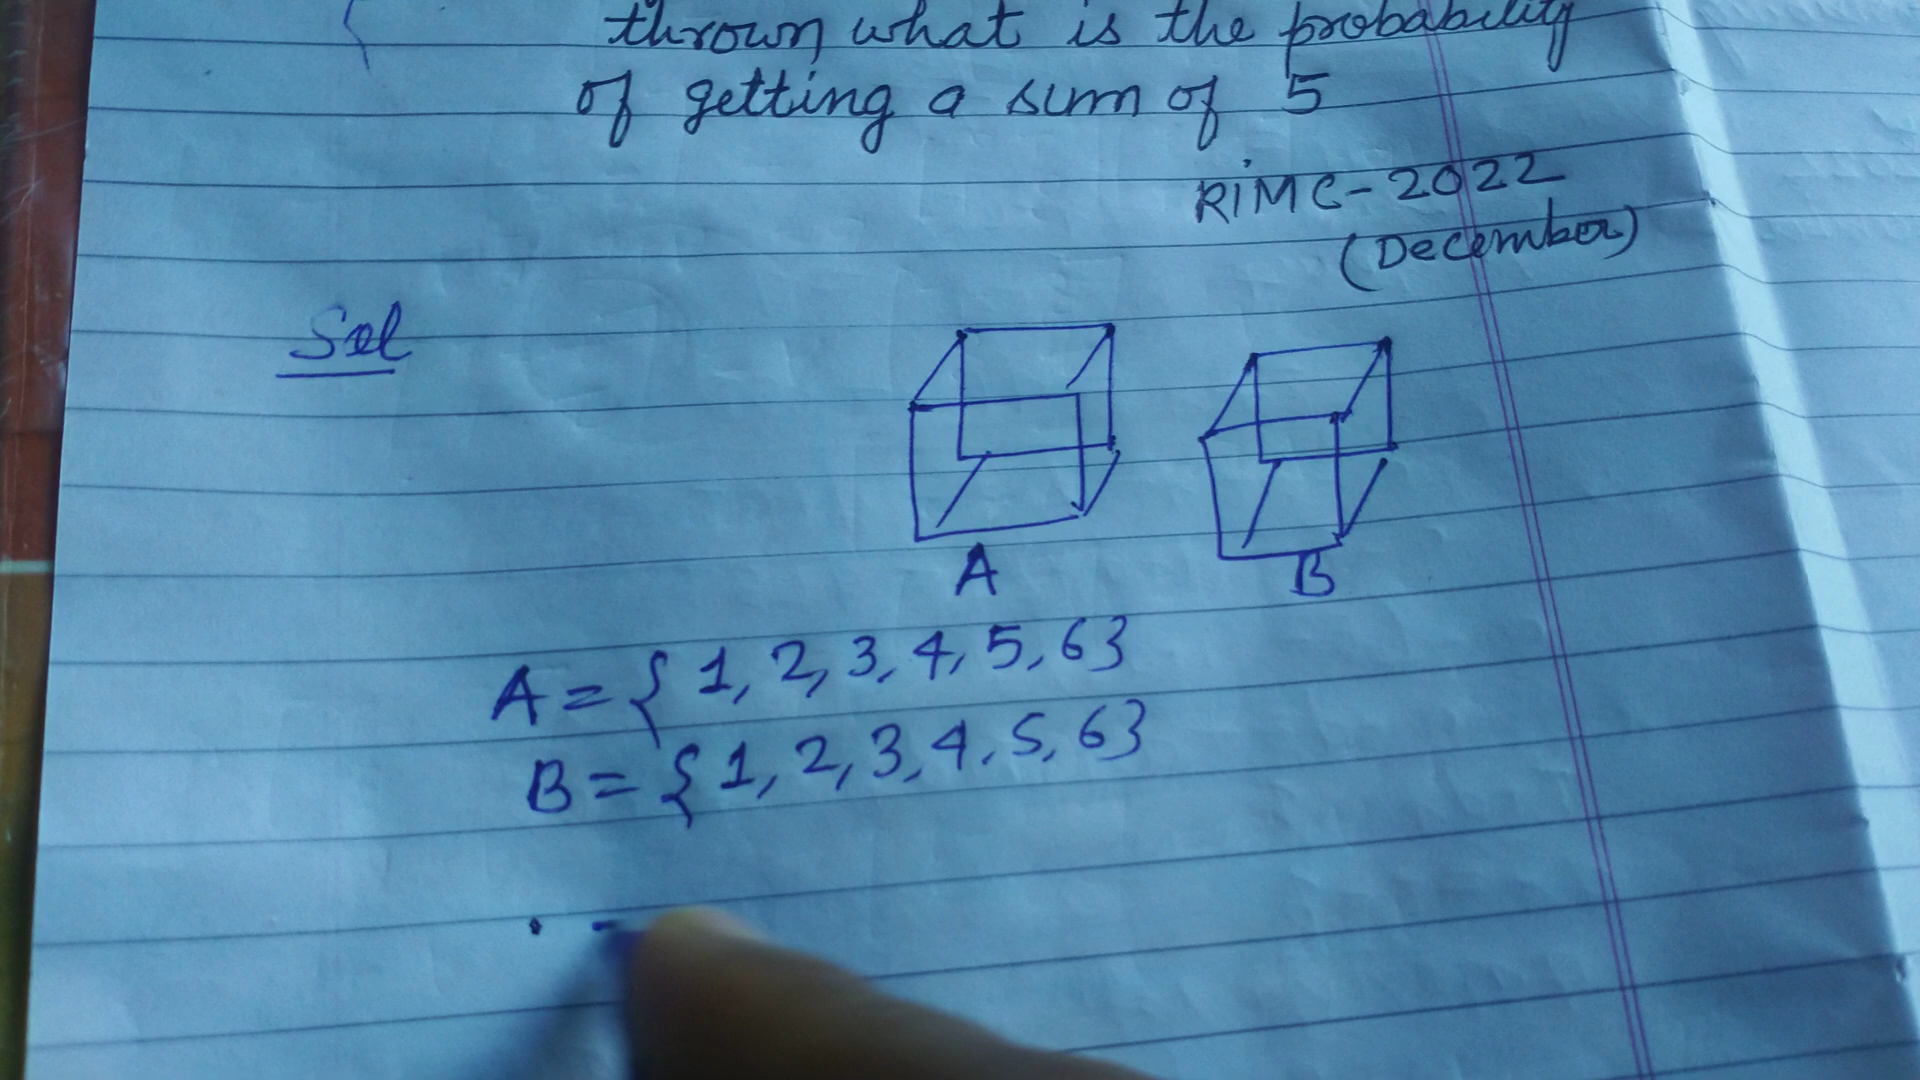 thrown what is the probability
of getting a sum of 5
RIMC-2022
(December)
Sol
A B
A = { 1, 2, 3, 4, 5, 6 }
B = { 1, 2, 3, 4, 5, 6 }